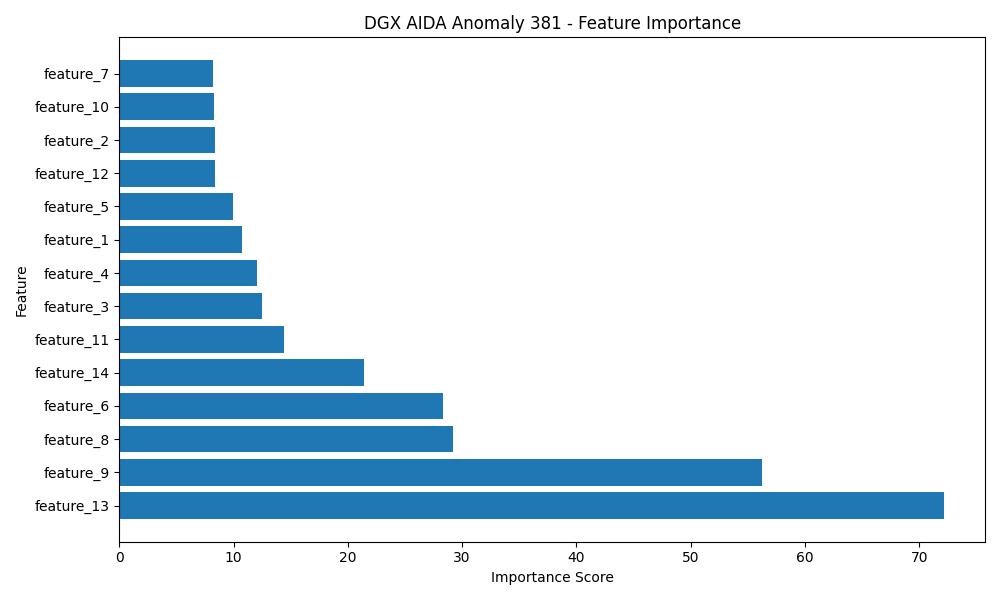 DGX AIDA Anomaly 381 - Feature Importance
feature_7
feature_10
feature_2
feature_12
feature_5
feature_1
feature_4
feature_3
feature_11
feature_14
feature_6
feature_8
feature_9
feature_13
Feature
0 10 20 30 40 50 60 70
Importance Score